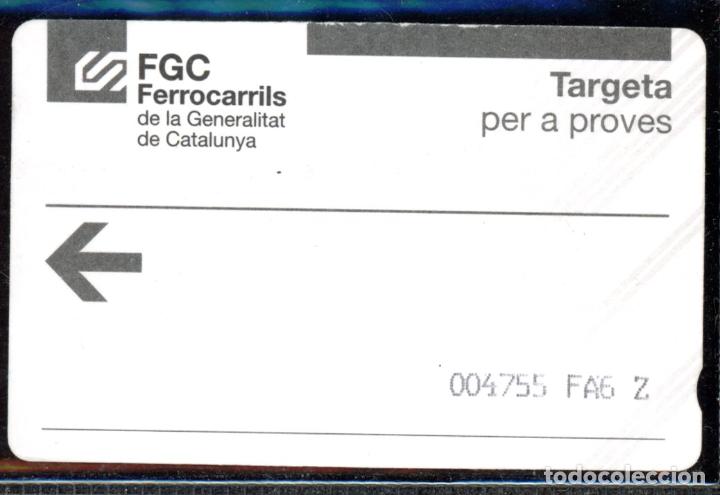 FGC
Ferrocarrils
de la Generalitat
de Catalunya
Targeta
per a proves
004755 FA6 Z
todocoleccion